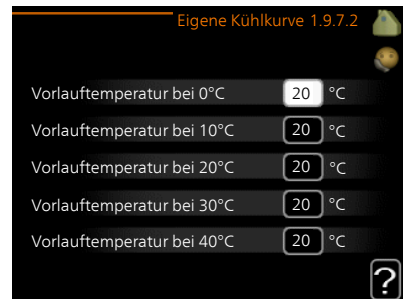 Eigene Kühlkurve 1.9.7.2
Vorlauftemperatur bei 0°C 20 °C
Vorlauftemperatur bei 10°C 20 °C
Vorlauftemperatur bei 20°C 20 °C
Vorlauftemperatur bei 30°C 20 °C
Vorlauftemperatur bei 40°C 20 °C
?